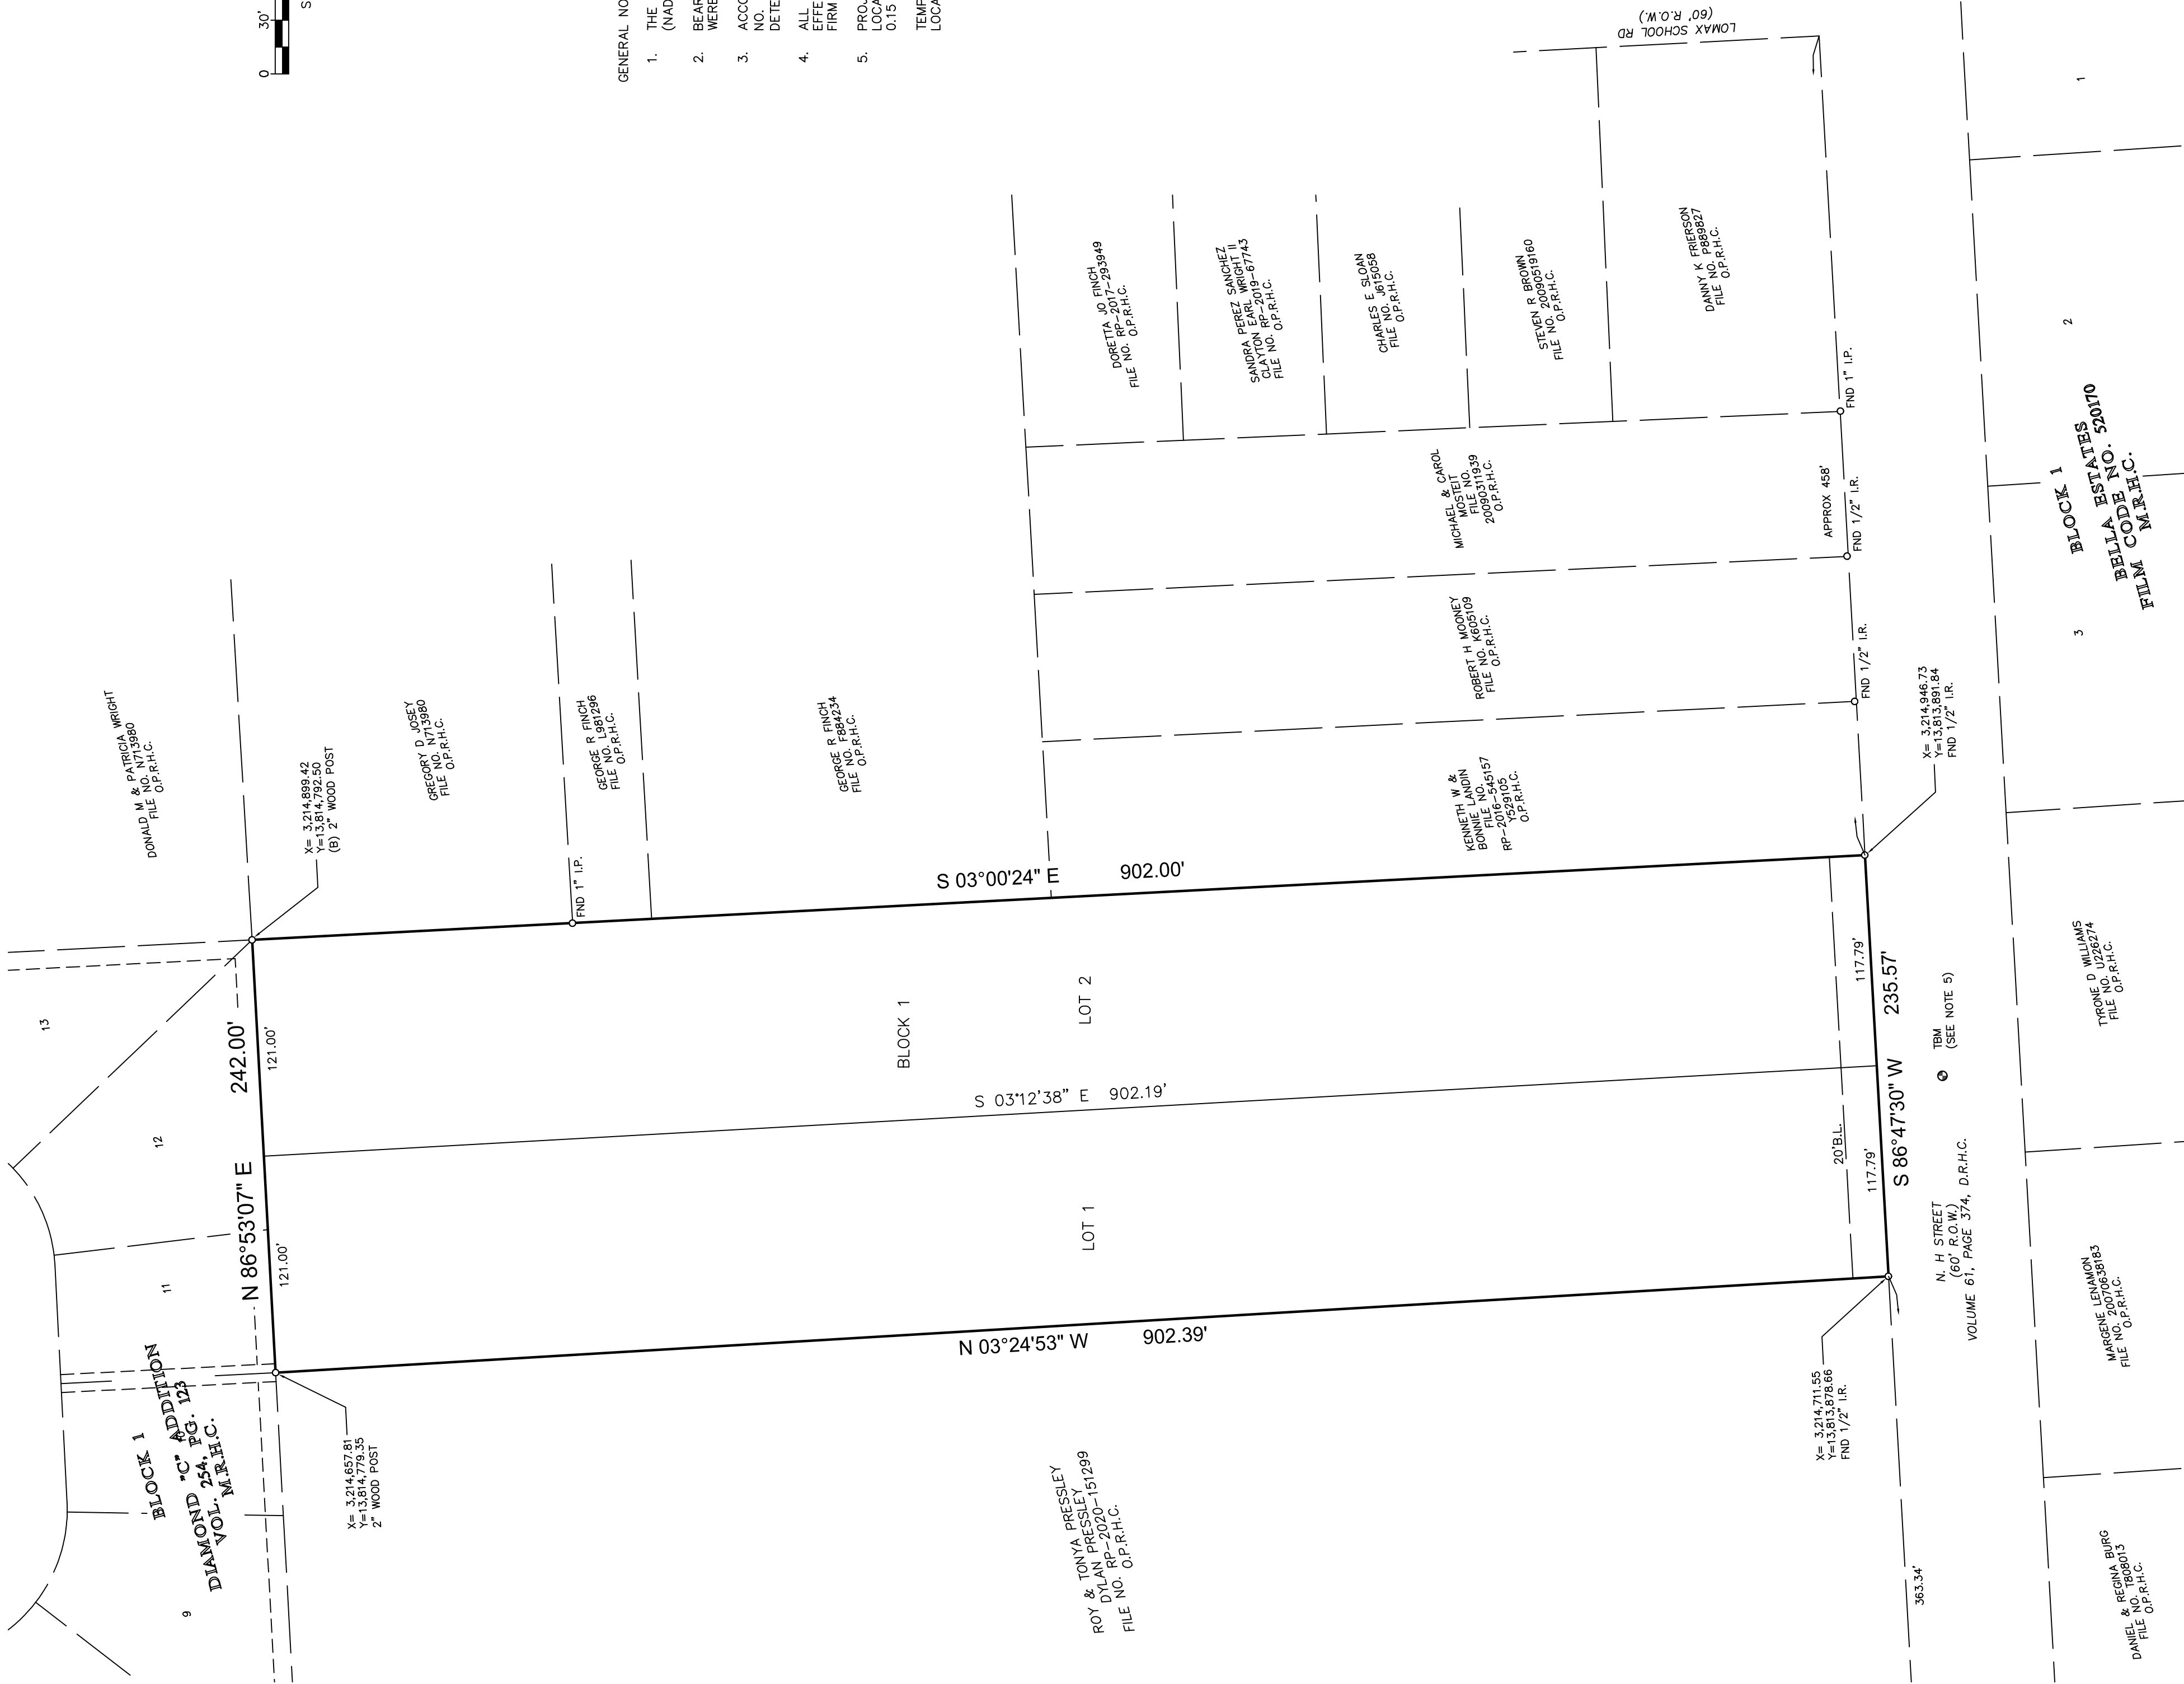 0
30'
S
GENERAL NO
1. THE
(NAD
2. BEAR
WERE
3. ACCO
NO.
DETE
4. ALL
EFFE
FIRM
5. PROJ
LOCA
0.15
TEMP
LOCA
LOMAX SCHOOL RD
(60' R.O.W.)
DONALD M & PATRICIA WRIGHT
FILE NO. N713980
O.P.R.H.C.
X= 3,214,899.42
Y=13,814,792.50
(B) 2" WOOD POST
GREGORY D JOSEY
FILE NO. N713980
O.P.R.H.C.
FND 1" I.P.
GEORGE R FINCH
FILE NO. L981296
O.P.R.H.C.
GEORGE R FINCH
FILE NO. F884234
O.P.R.H.C.
DORETTA JO FINCH
FILE NO. RP-2017-293949
O.P.R.H.C.
SANDRA PEREZ SANCHEZ
CLAYTON EARL WRIGHT II
FILE NO. RP-2019-67743
O.P.R.H.C.
CHARLES E SLOAN
FILE NO. J615058
O.P.R.H.C.
STEVEN R BROWN
FILE NO. 20090519160
O.P.R.H.C.
DANNY K FRIERSON
FILE NO. P889827
O.P.R.H.C.
MICHAEL & CAROL
MOSTEIT
FILE NO.
20090311939
O.P.R.H.C.
ROBERT H MOONEY
FILE NO. K605109
O.P.R.H.C.
KENNETH W &
BONNIE LANDIN
FILE NO.
RP-2016-545157
Y529105
O.P.R.H.C.
APPROX 458'
FND 1" I.P.
FND 1/2" I.R.
FND 1/2" I.R.
X= 3,214,946.73
Y=13,813,891.84
FND 1/2" I.R.
13
12
11
10
9
BLOCK 1
DIAMOND "C" ADDITION
VOL. 254, PG. 123
M.R.H.C.
N 86°53'07" E 242.00'
121.00'
121.00'
S 03°00'24" E 902.00'
BLOCK 1
LOT 2
S 03°12'38" E 902.19'
LOT 1
N 03°24'53" W 902.39'
X= 3,214,657.81
Y=13,814,779.35
2" WOOD POST
ROY & TONYA PRESSLEY
DYLAN PRESSLEY
FILE NO. RP-2020-151299
O.P.R.H.C.
20'B.L.
117.79'
117.79'
S 86°47'30" W 235.57'
X= 3,214,711.55
Y=13,813,878.66
FND 1/2" I.R.
TBM
(SEE NOTE 5)
N. H STREET
(60' R.O.W.)
VOLUME 61, PAGE 374, D.R.H.C.
363.34'
1
2
3
BLOCK 1
BELLA ESTATES
FILM CODE NO. 520170
M.R.H.C.
TYRONE D WILLIAMS
FILE NO. U226274
O.P.R.H.C.
MARGENE LENAMON
FILE NO. 20070638183
O.P.R.H.C.
DANIEL & REGINA BURG
FILE NO. T808013
O.P.R.H.C.